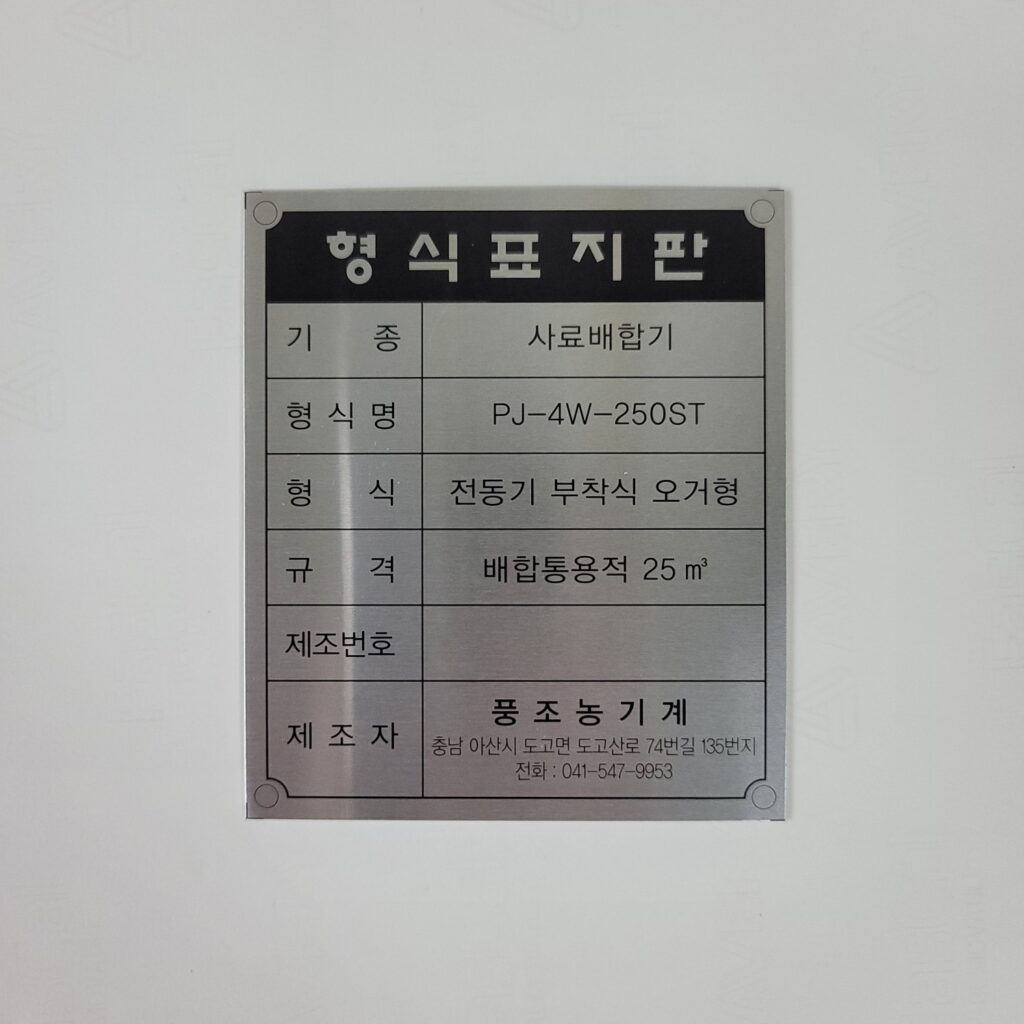 형식표지판
기 종 사료배합기
형식명 PJ-4W-250ST
형 식 전동기 부착식 오거형
규 격 배합통용적 25㎥
제조번호
제조자 풍조농기계
충남 아산시 도고면 도고산로 74번길 135번지
전화 : 041-547-9953